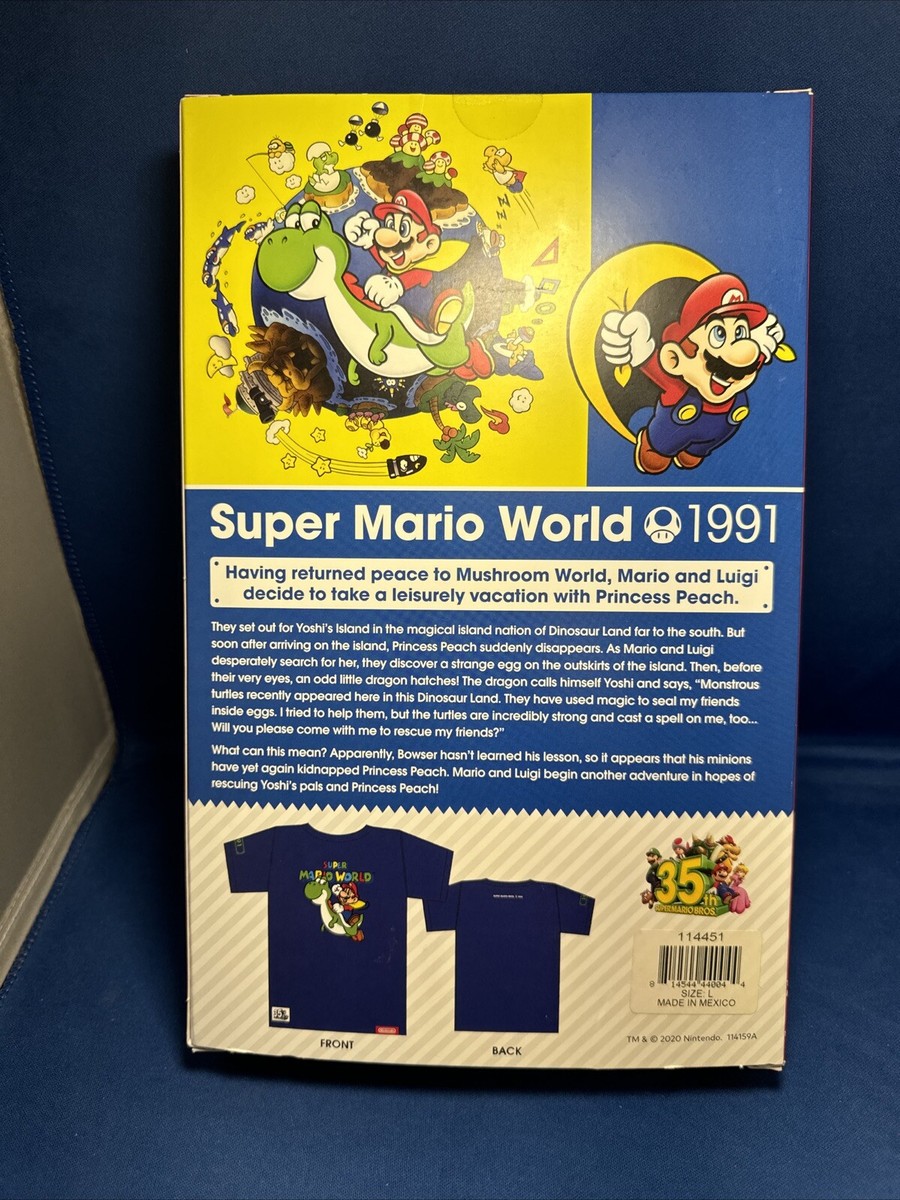 Super Mario World 1991
Having returned peace to Mushroom World, Mario and Luigi
decide to take a leisurely vacation with Princess Peach.
They set out for Yoshi's Island in the magical island nation of Dinosaur Land far to the south. But
soon after arriving on the island, Princess Peach suddenly disappears. As Mario and Luigi
desperately search for her, they discover a strange egg on the outskirts of the island. Then, before
their very eyes, an odd little dragon hatches! The dragon calls himself Yoshi and says, “Monstrous
turtles recently appeared here in this Dinosaur Land. They have used magic to seal my friends
inside eggs. I tried to help them, but the turtles are incredibly strong and cast a spell on me, too...
Will you please come with me to rescue my friends?”
What can this mean? Apparently, Bowser hasn't learned his lesson, so it appears that his minions
have yet again kidnapped Princess Peach. Mario and Luigi begin another adventure in hopes of
rescuing Yoshi's pals and Princess Peach!
SUPER
MARIO WORLD
Nintendo
FRONT
BACK
35th
SUPER MARIO BROS.
114451
8 14544 44004 4
SIZE: L
MADE IN MEXICO
TM & © 2020 Nintendo. 114159A